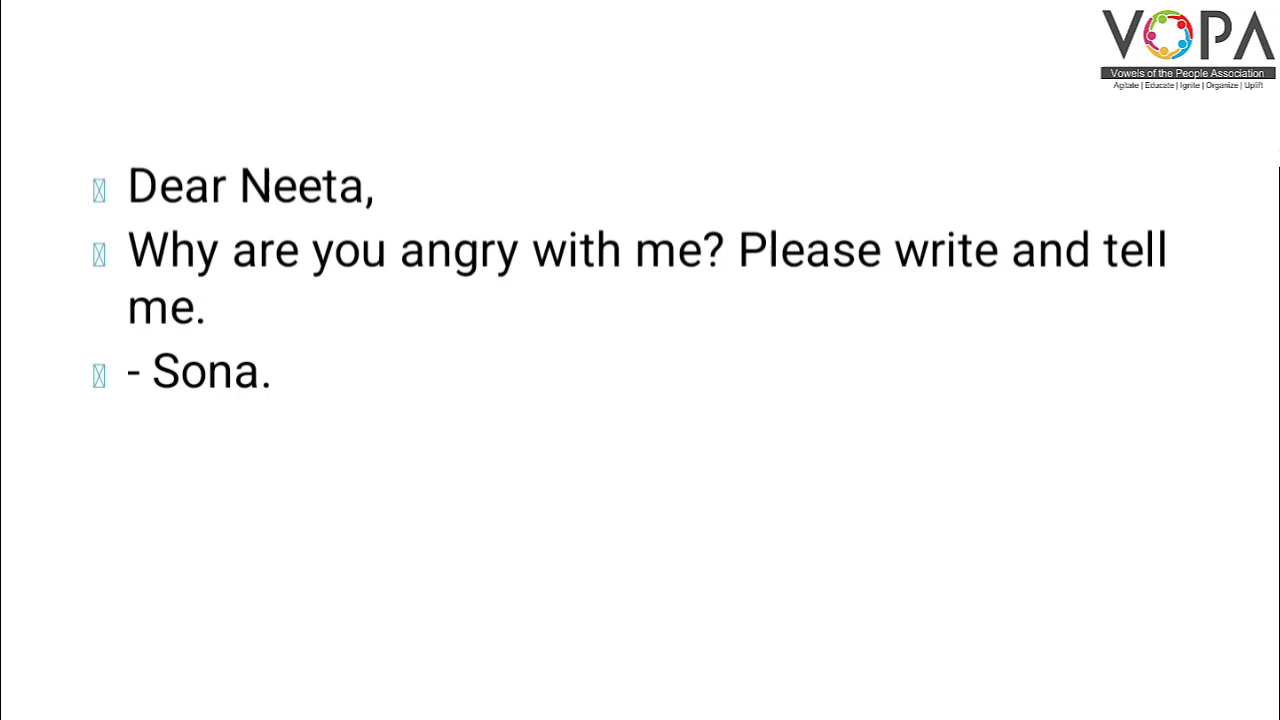 VOPA
Vowels of the People Association
Agitate | Educate | Ignite | Organize | Uplift
Dear Neeta,
Why are you angry with me? Please write and tell
me.
- Sona.